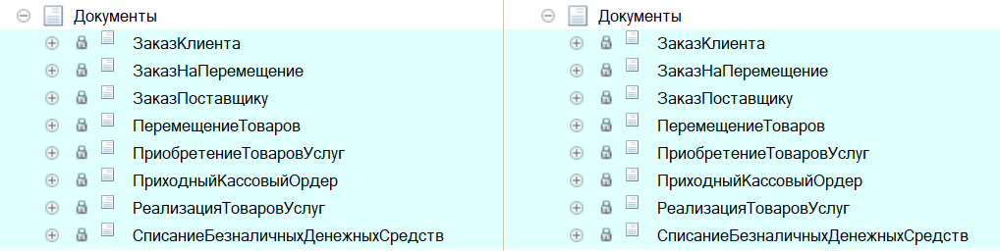 Документы
ЗаказКлиента
ЗаказНаПеремещение
ЗаказПоставщику
ПеремещениеТоваров
ПриобретениеТоваровУслуг
ПриходныйКассовыйОрдер
РеализацияТоваровУслуг
СписаниеБезналичныхДенежныхСредств
Документы
ЗаказКлиента
ЗаказНаПеремещение
ЗаказПоставщику
ПеремещениеТоваров
ПриобретениеТоваровУслуг
ПриходныйКассовыйОрдер
РеализацияТоваровУслуг
СписаниеБезналичныхДенежныхСредств